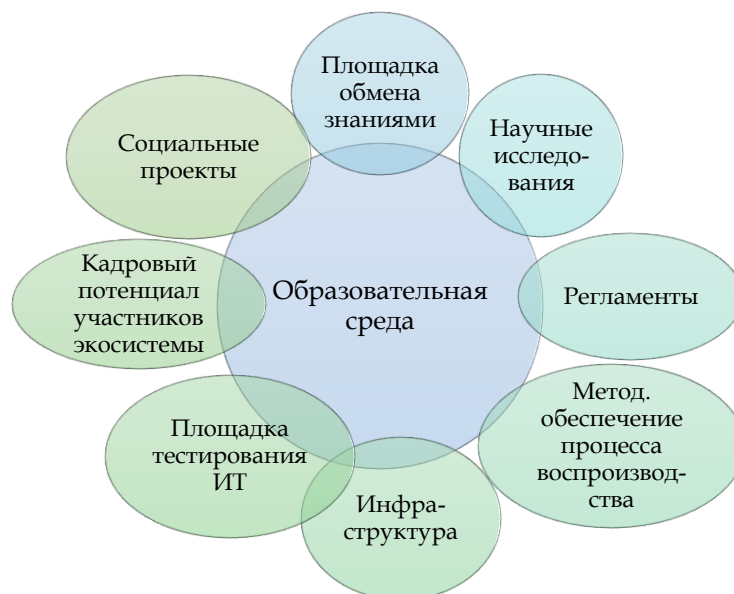 Площадка
обмена
знаниями
Научные
исследо-
вания
Регламенты
Метод.
обеспечение
процесса
воспроизвод-
ства
Инфра-
структура
Площадка
тестирования
ИТ
Кадровый
потенциал
участников
экосистемы
Социальные
проекты
Образовательная
среда